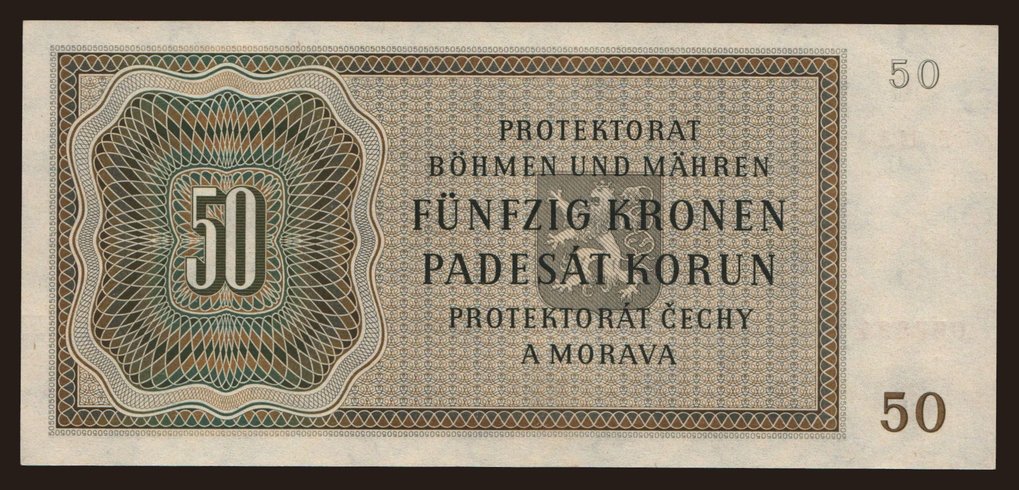 50
PROTEKTORAT
BÖHMEN UND MÄHREN
FÜNFZIG KRONEN
PADESÁT KORUN
PROTEKTORÁT ČECHY
A MORAVA
50
50